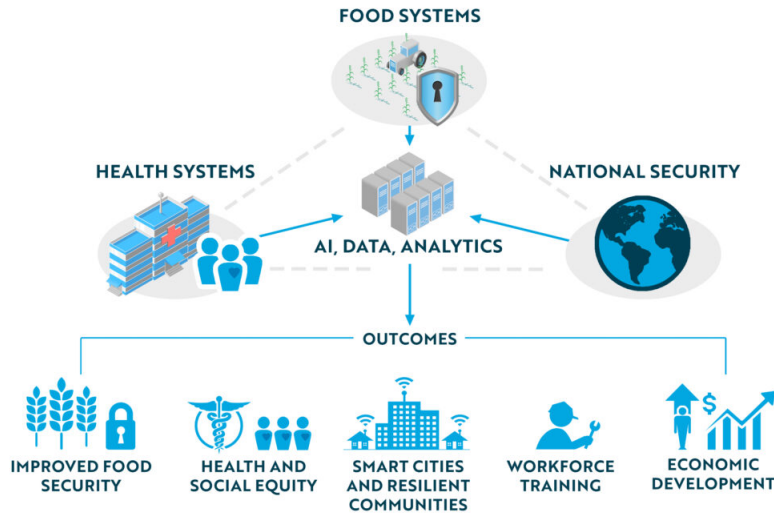 FOOD SYSTEMS
HEALTH SYSTEMS
NATIONAL SECURITY
AI, DATA, ANALYTICS
OUTCOMES
$
IMPROVED FOOD
SECURITY
HEALTH AND
SOCIAL EQUITY
SMART CITIES
AND RESILIENT
COMMUNITIES
WORKFORCE
TRAINING
ECONOMIC
DEVELOPMENT